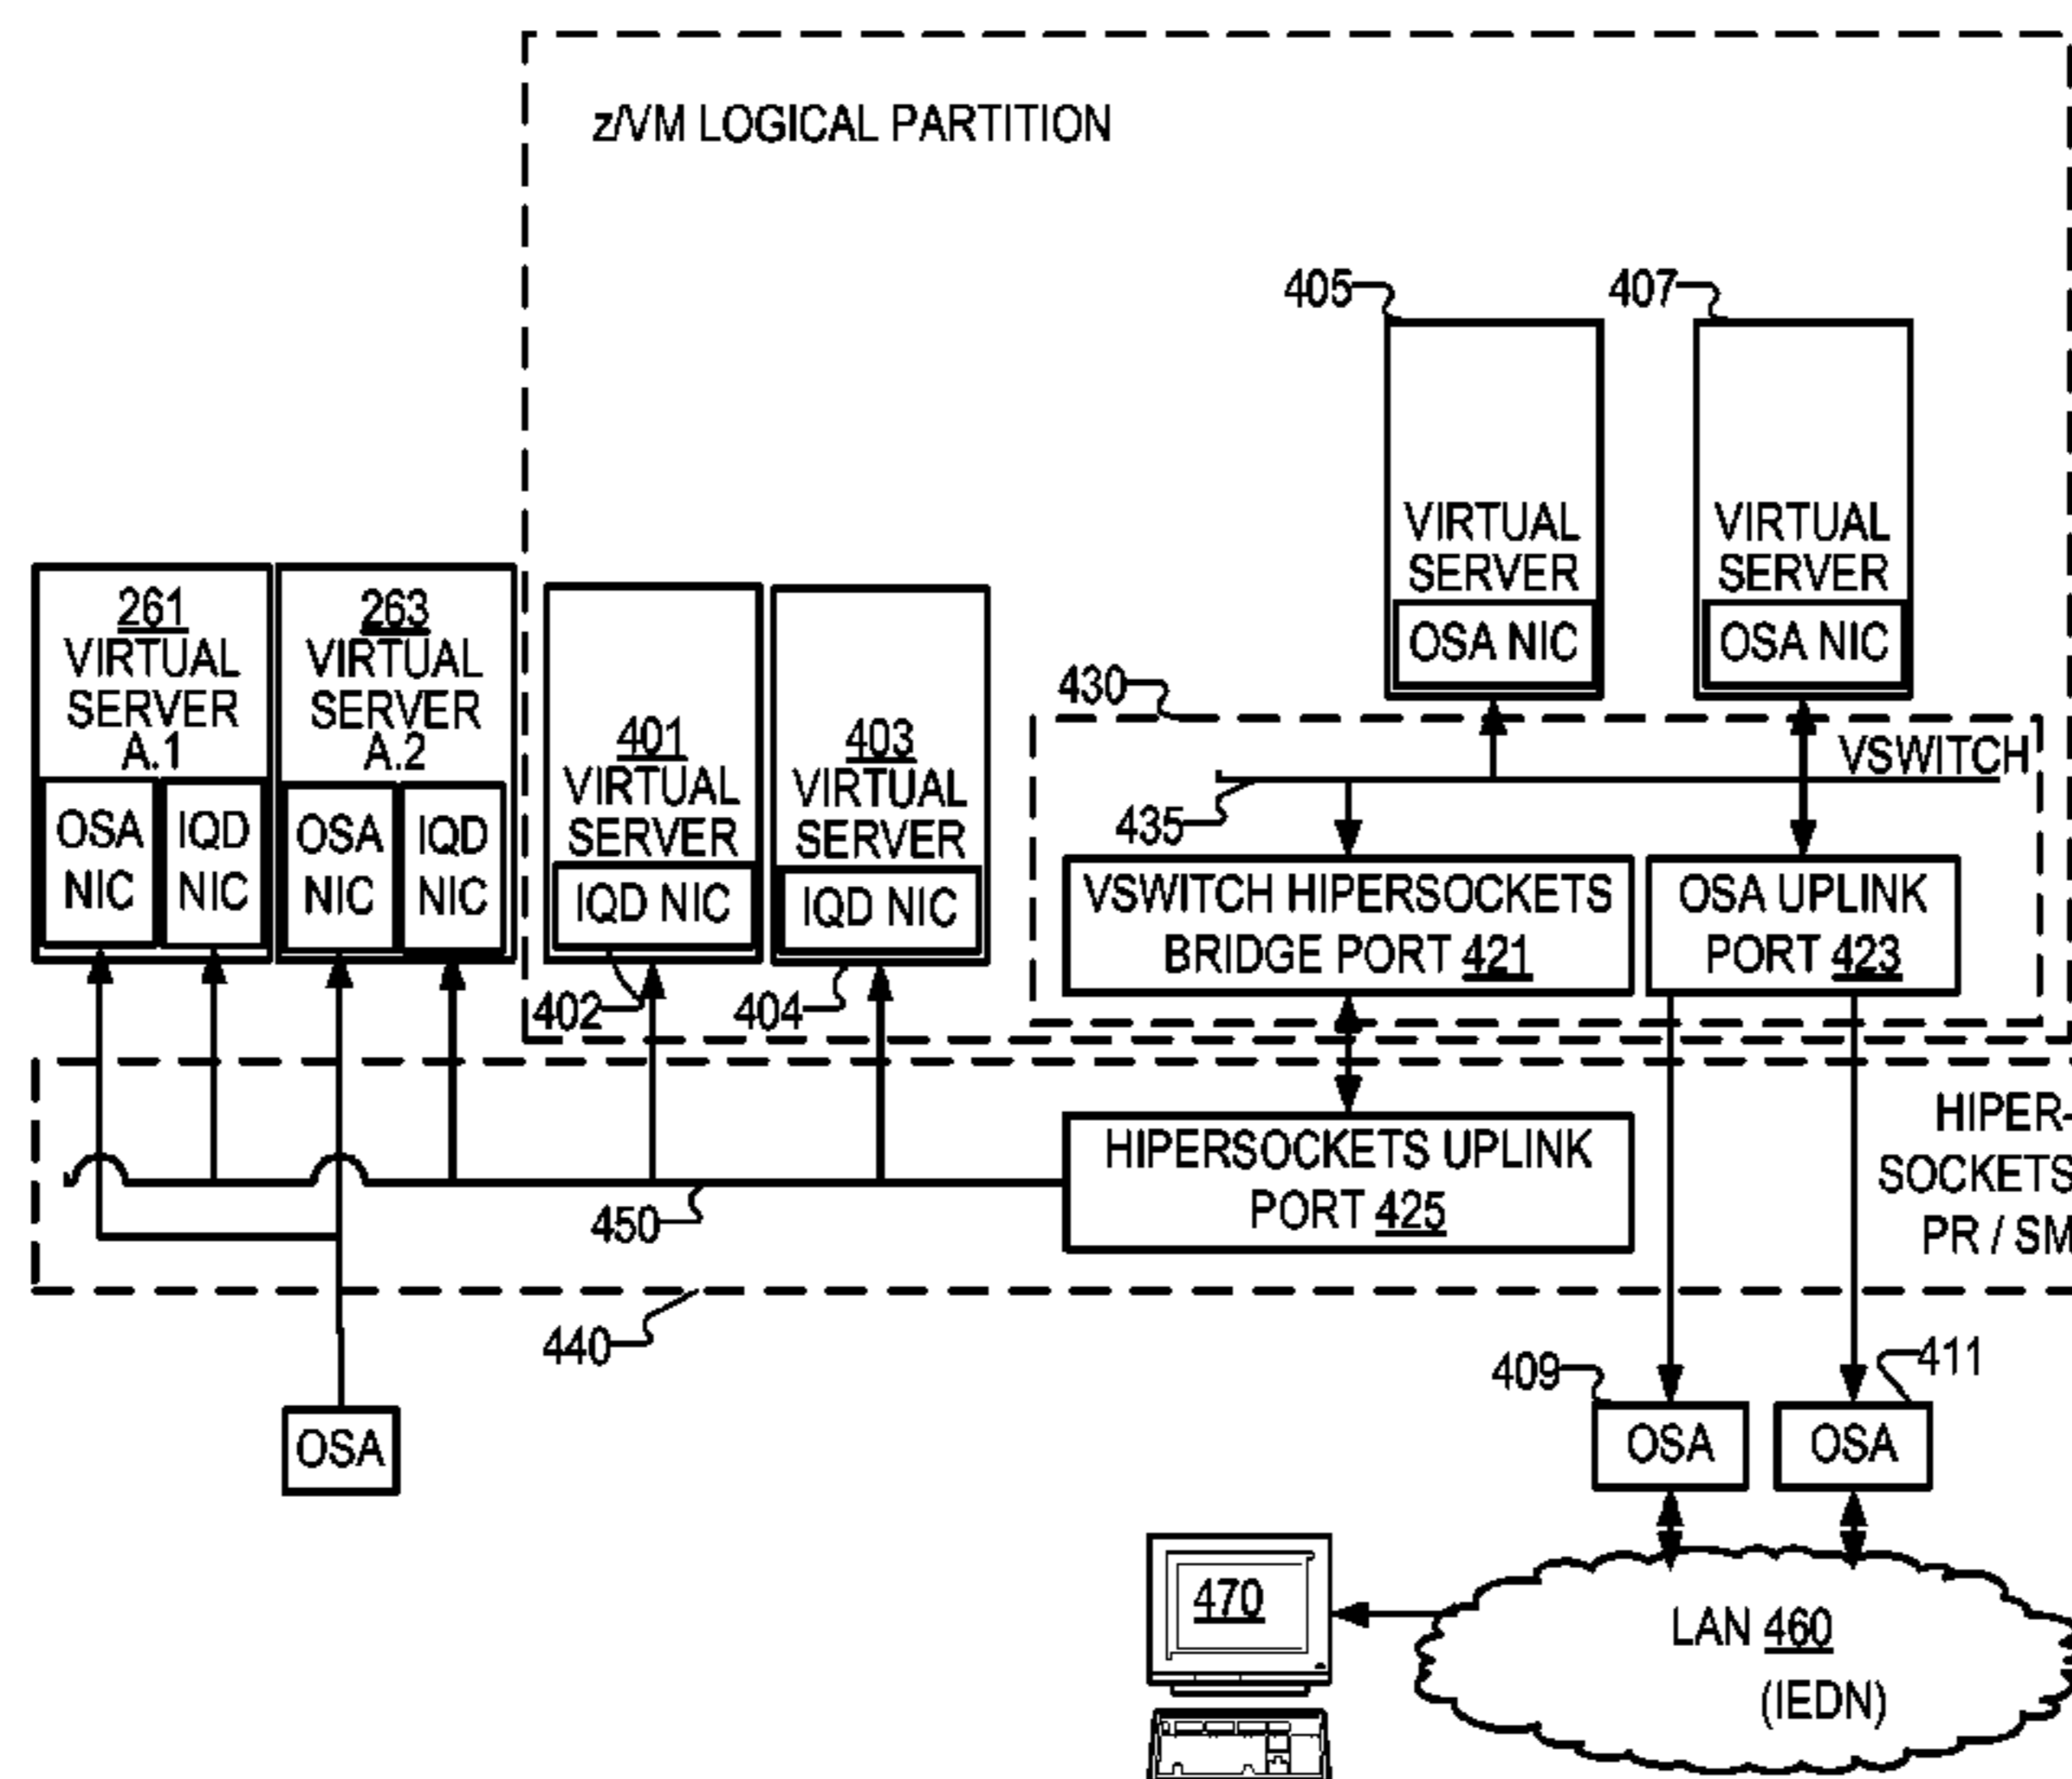 z/VM LOGICAL PARTITION
405
407
VIRTUAL
SERVER
OSA NIC
VIRTUAL
SERVER
OSA NIC
261
VIRTUAL
SERVER
A.1
OSA
NIC
IQD
NIC
263
VIRTUAL
SERVER
A.2
OSA
NIC
IQD
NIC
401
VIRTUAL
SERVER
IQD NIC
402
403
VIRTUAL
SERVER
IQD NIC
404
430
VSWITCH
435
VSWITCH HIPERSOCKETS
BRIDGE PORT 421
OSA UPLINK
PORT 423
HIPERSOCKETS UPLINK
PORT 425
HIPER-
SOCKETS
PR / SM
450
440
OSA
409
OSA
411
OSA
470
LAN 460
(IEDN)